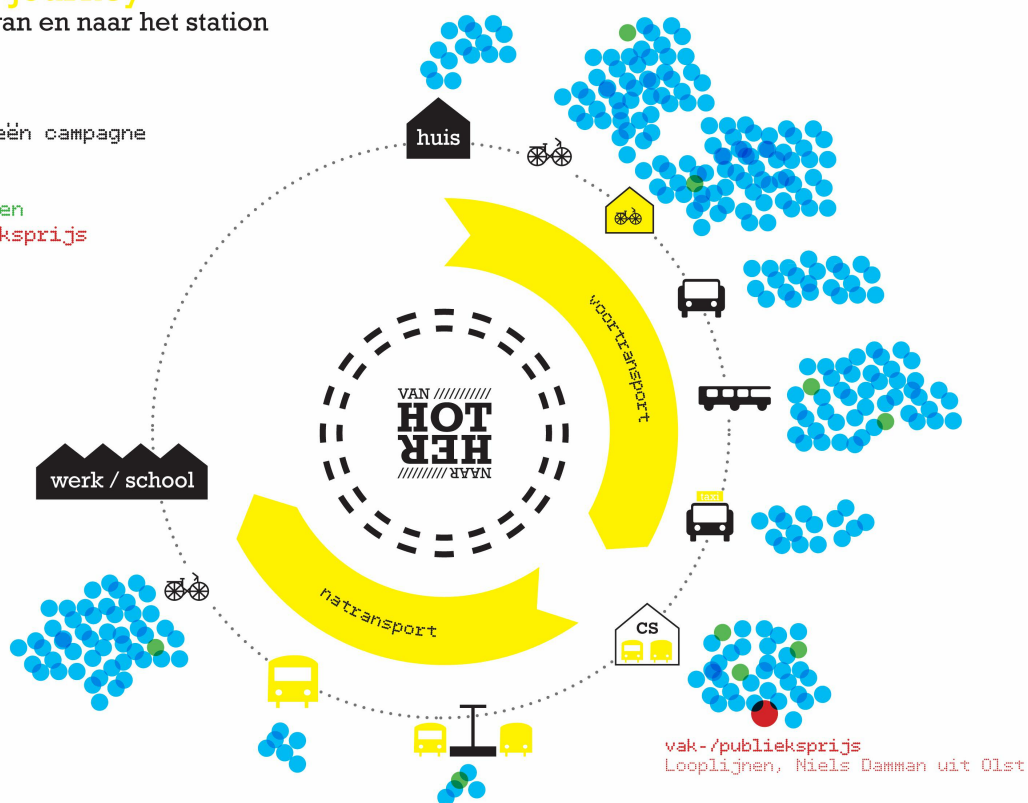 journey
van en naar het station
eën campagne
en
ksprijs
huis
voortransport
VAN //////////
HOT
HER
////////// NAAR
werk / school
taxi
CS
natransport
vak-/publieksprijs
Looplijnen, Niels Damman uit Olst